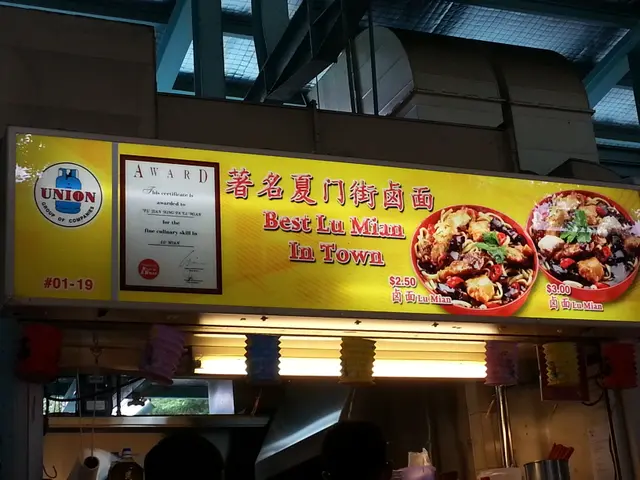 UNION
GROUP OF COMPANIES
#01-19
AWARD
This certificate is
awarded to
for the
fine culinary skill in
LU MIAN
著名夏门街卤面
Best Lu Mian
In Town
$2.50
卤面 Lu Mian
$3.00
卤面 Lu Mian